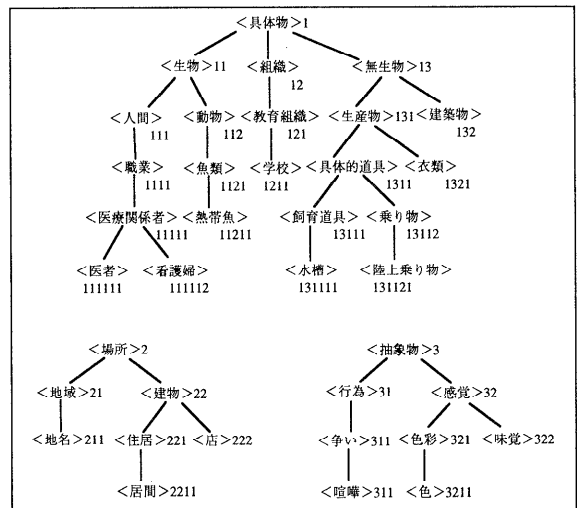 <具体物>1
<生物>11 <組織> <無生物>13
12
<人間> <動物> <教育組織> <生産物>131 <建築物>
111 112 121 132
<職業> <魚類> <学校> <具体的道具> <衣類>
1111 1121 1211 1311 1321
<医療関係者> <熱帯魚> <飼育道具> <乗り物>
11111 11211 13111 13112
<医者> <看護婦> <水槽> <陸上乗り物>
111111 111112 131111 131121
<場所>2 <抽象物>3
<地域>21 <建物>22 <行為>31 <感覚>32
<地名>211 <住居>221 <店>222 <争い>311 <色彩>321 <味覚>322
<居間>2211 <喧嘩>311 <色>3211